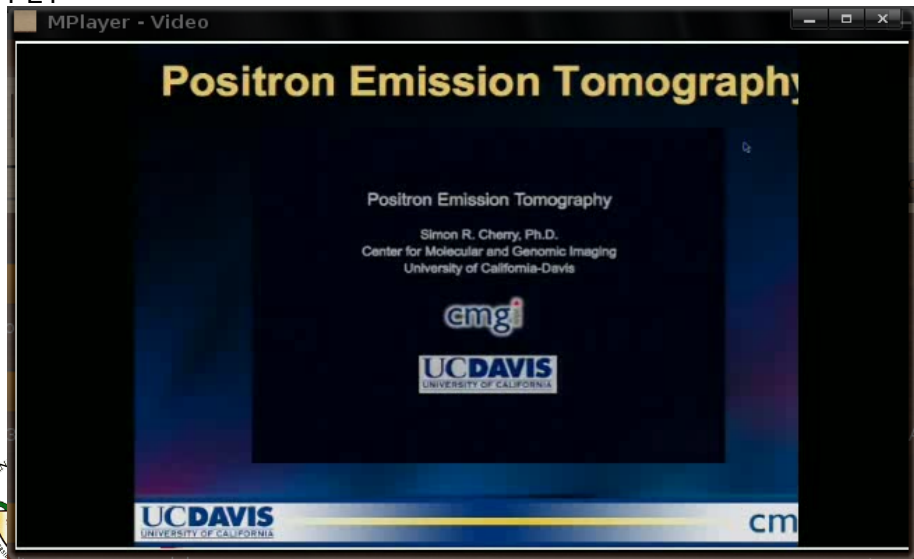 PET
MPlayer - Video
Positron Emission Tomography
Positron Emission Tomography
Simon R. Cherry, Ph.D.
Center for Molecular and Genomic Imaging
University of California-Davis
cmgi
UCDAVIS
UNIVERSITY OF CALIFORNIA
UCDAVIS
UNIVERSITY OF CALIFORNIA
cm